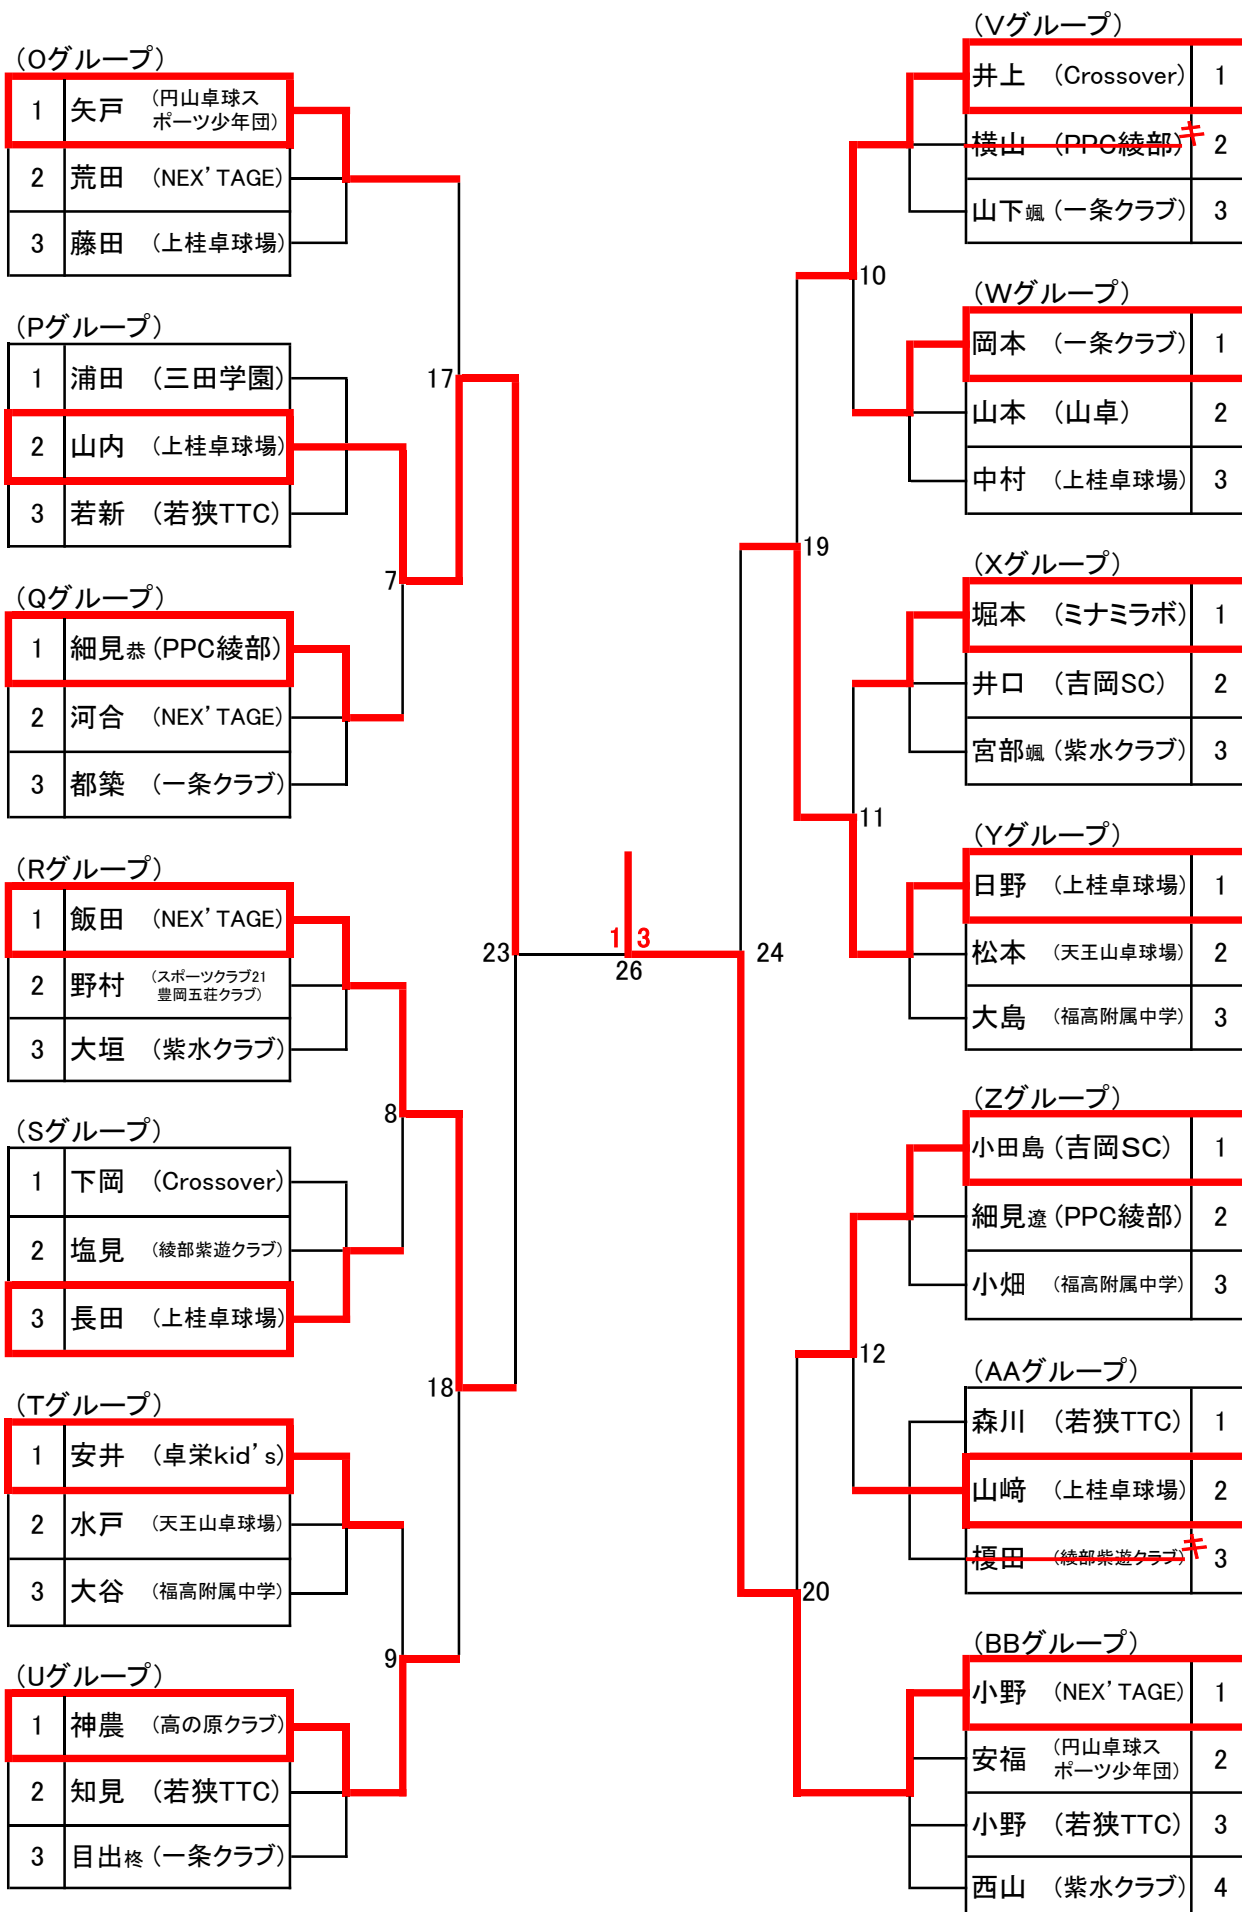 (Oグループ)
1 矢戸 (円山卓球ス
ポーツ少年団)
2 荒田 (NEX'TAGE)
3 藤田 (上桂卓球場)
(Pグループ)
1 浦田 (三田学園)
2 山内 (上桂卓球場)
3 若新 (若狭TTC)
(Qグループ)
1 細見恭 (PPC綾部)
2 河合 (NEX'TAGE)
3 都築 (一条クラブ)
(Rグループ)
1 飯田 (NEX'TAGE)
2 野村 (スポーツクラブ21
豊岡五荘クラブ)
3 大垣 (紫水クラブ)
(Sグループ)
1 下岡 (Crossover)
2 塩見 (綾部紫遊クラブ)
3 長田 (上桂卓球場)
(Tグループ)
1 安井 (卓栄kid's)
2 水戸 (天王山卓球場)
3 大谷 (福高附属中学)
(Uグループ)
1 神農 (高の原クラブ)
2 知見 (若狭TTC)
3 目出柊 (一条クラブ)
7
8
9
17
18
23
1 3
26
24
19
20
10
11
12
(Vグループ)
井上 (Crossover) 1
横山 (PPC綾部) キ 2
山下颯 (一条クラブ) 3
(Wグループ)
岡本 (一条クラブ) 1
山本 (山卓) 2
中村 (上桂卓球場) 3
(Xグループ)
堀本 (ミナミラボ) 1
井口 (吉岡SC) 2
宮部颯 (紫水クラブ) 3
(Yグループ)
日野 (上桂卓球場) 1
松本 (天王山卓球場) 2
大島 (福高附属中学) 3
(Zグループ)
小田島 (吉岡SC) 1
細見遼 (PPC綾部) 2
小畑 (福高附属中学) 3
(AAグループ)
森川 (若狭TTC) 1
山﨑 (上桂卓球場) 2
榎田 (綾部紫遊クラブ) キ 3
(BBグループ)
小野 (NEX'TAGE) 1
安福 (円山卓球ス
ポーツ少年団) 2
小野 (若狭TTC) 3
西山 (紫水クラブ) 4